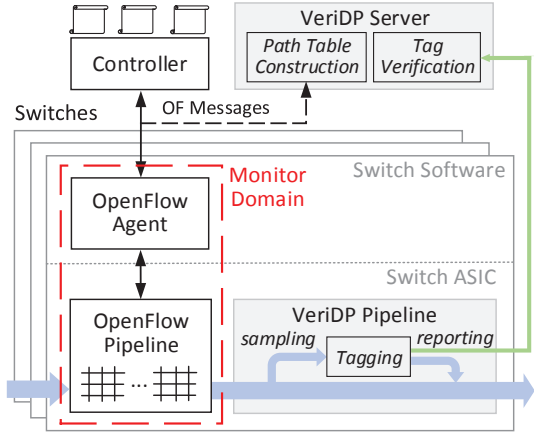 VeriDP Server
Path Table
Construction
Tag
Verification
Controller
OF Messages
Switches
Switch Software
Monitor
Domain
OpenFlow
Agent
Switch ASIC
OpenFlow
Pipeline
...
VeriDP Pipeline
sampling
reporting
Tagging